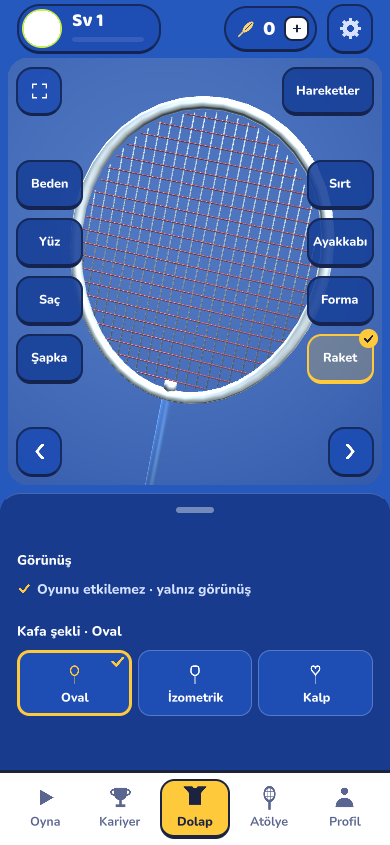 Sv 1
0
+
Hareketler
Beden
Sırt
Yüz
Ayakkabı
Saç
Forma
Şapka
Raket
Görünüş
Oyunu etkilemez · yalnız görünüş
Kafa şekli · Oval
Oval
İzometrik
Kalp
Oyna
Kariyer
Dolap
Atölye
Profil